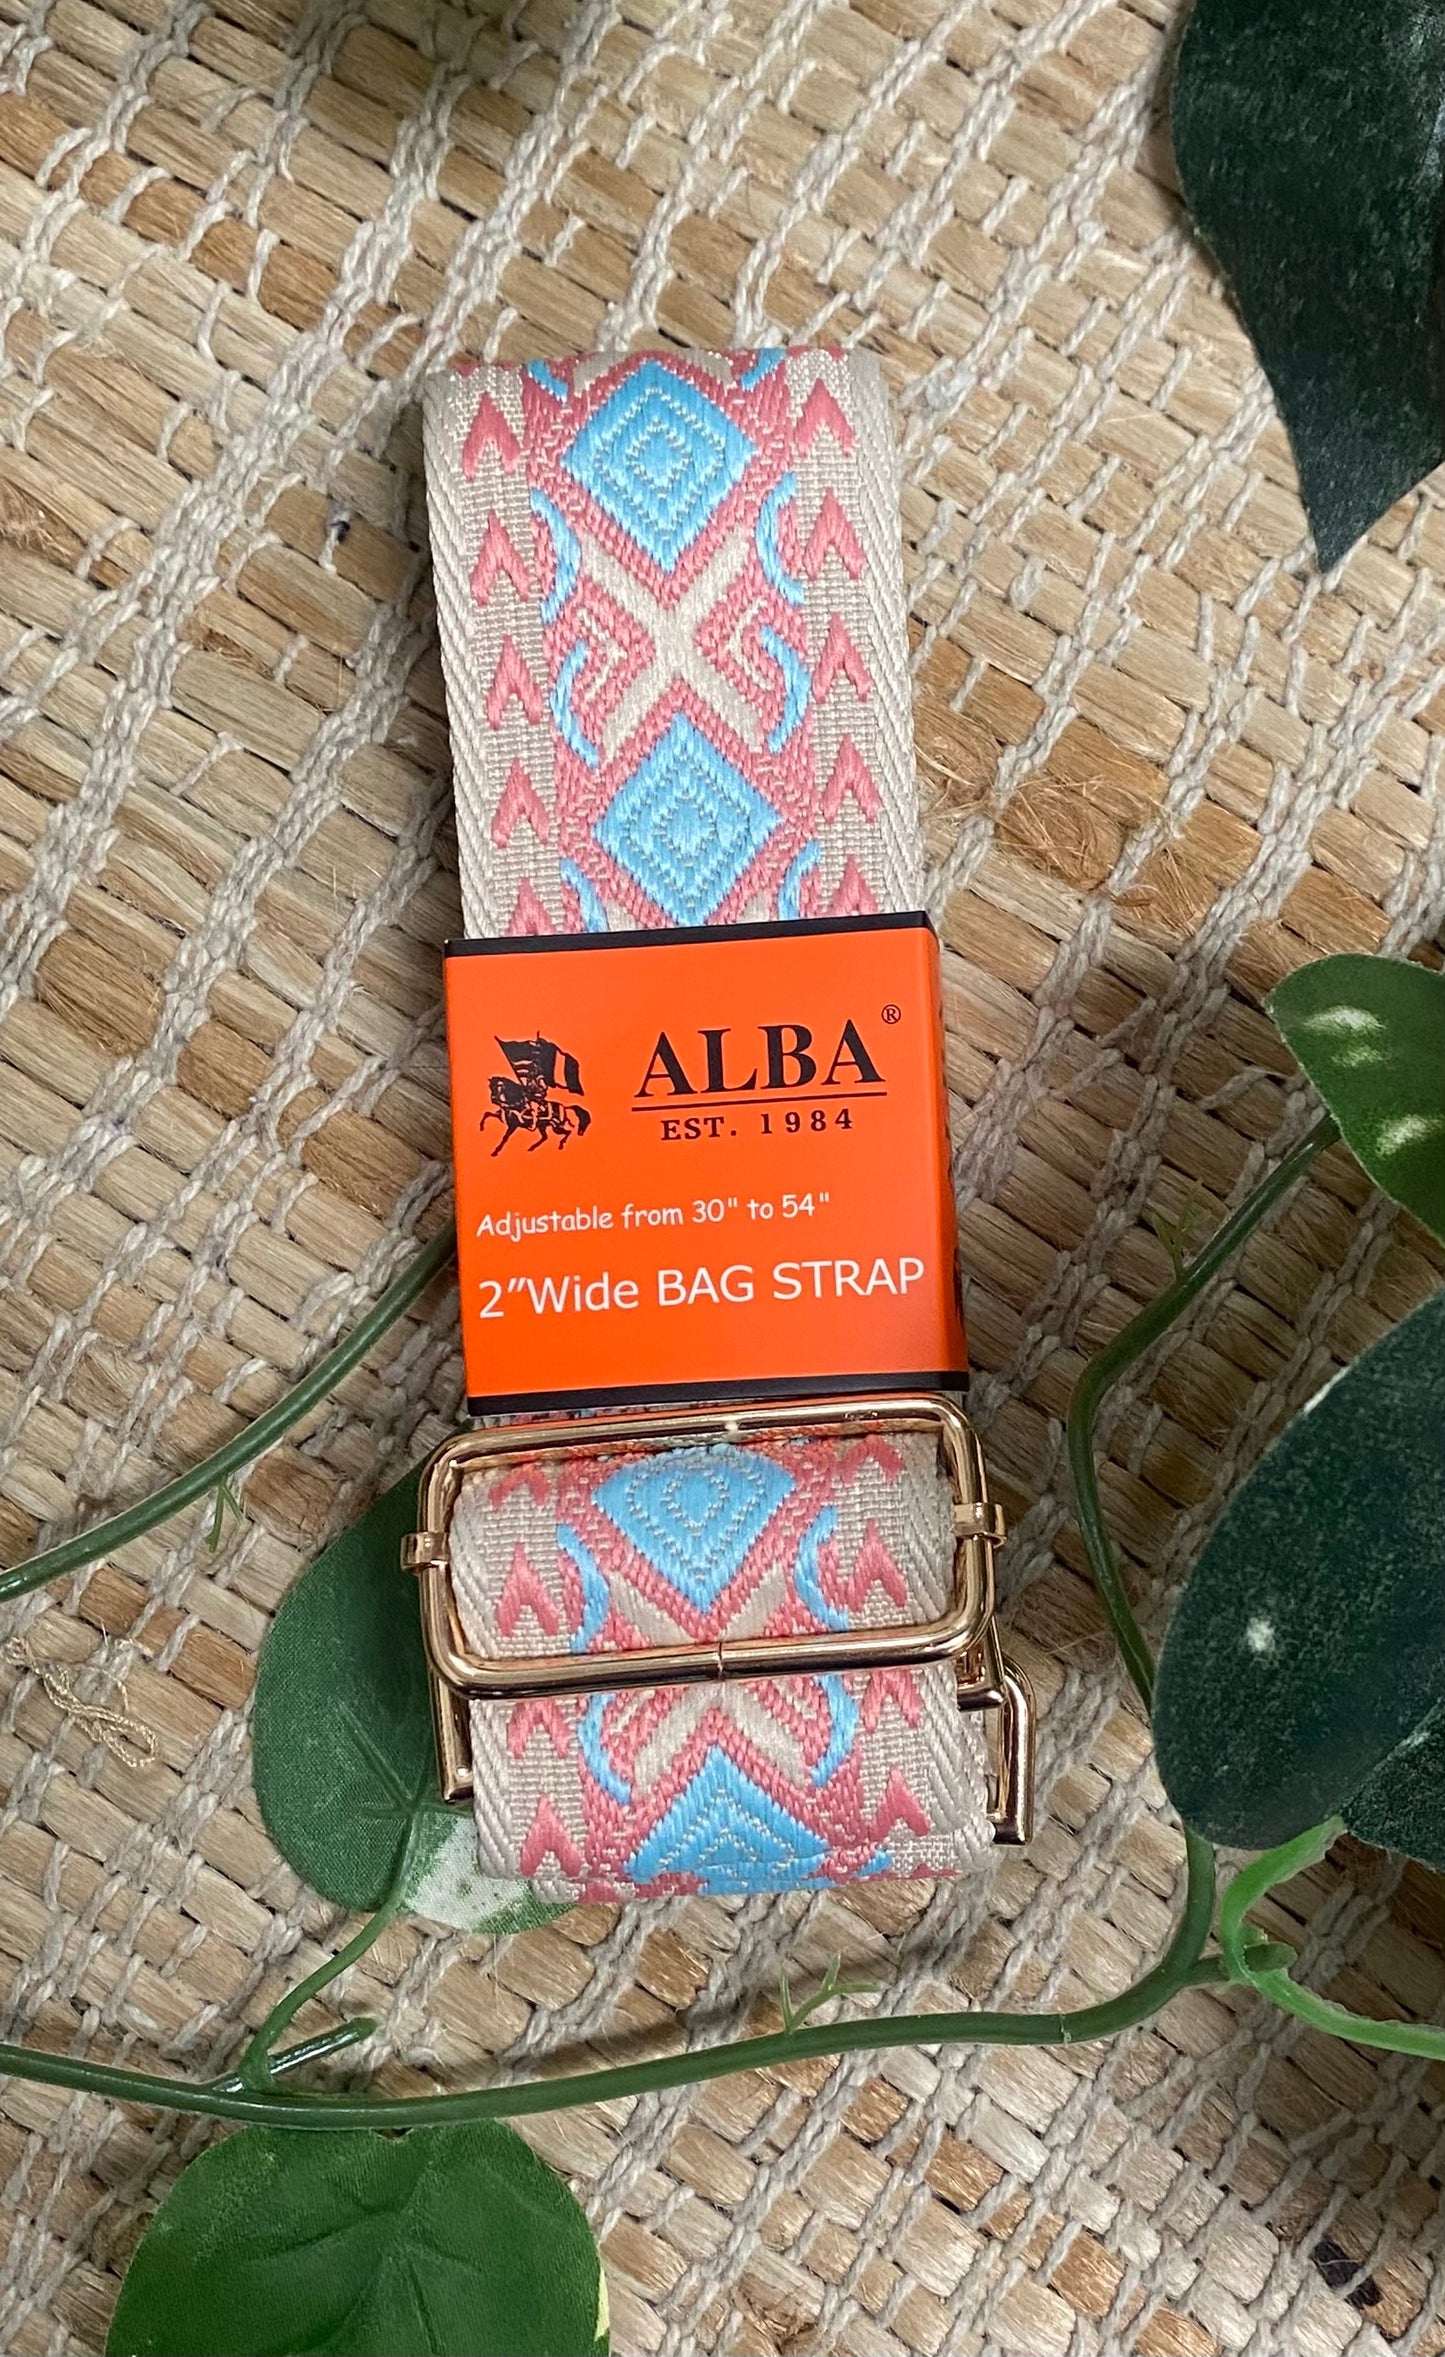 ALBA®
EST. 1984
Adjustable from 30" to 54"
2”Wide BAG STRAP